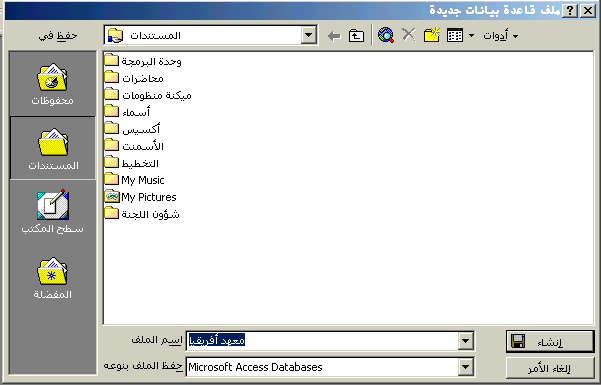 ملف قاعدة بيانات جديدة
حفظ في
المستندات
أدوات
محفوظات
المستندات
سطح المكتب
المفضلة
وحدة البرمجة
محاضرات
ميكنة منظومات
أسماء
أكسيس
الأسمنت
التخطيط
My Music
My Pictures
شؤون اللجنة
اسم الملف
معهد أفريقيا
إنشاء
حفظ الملف بنوعه
Microsoft Access Databases
إلغاء الأمر